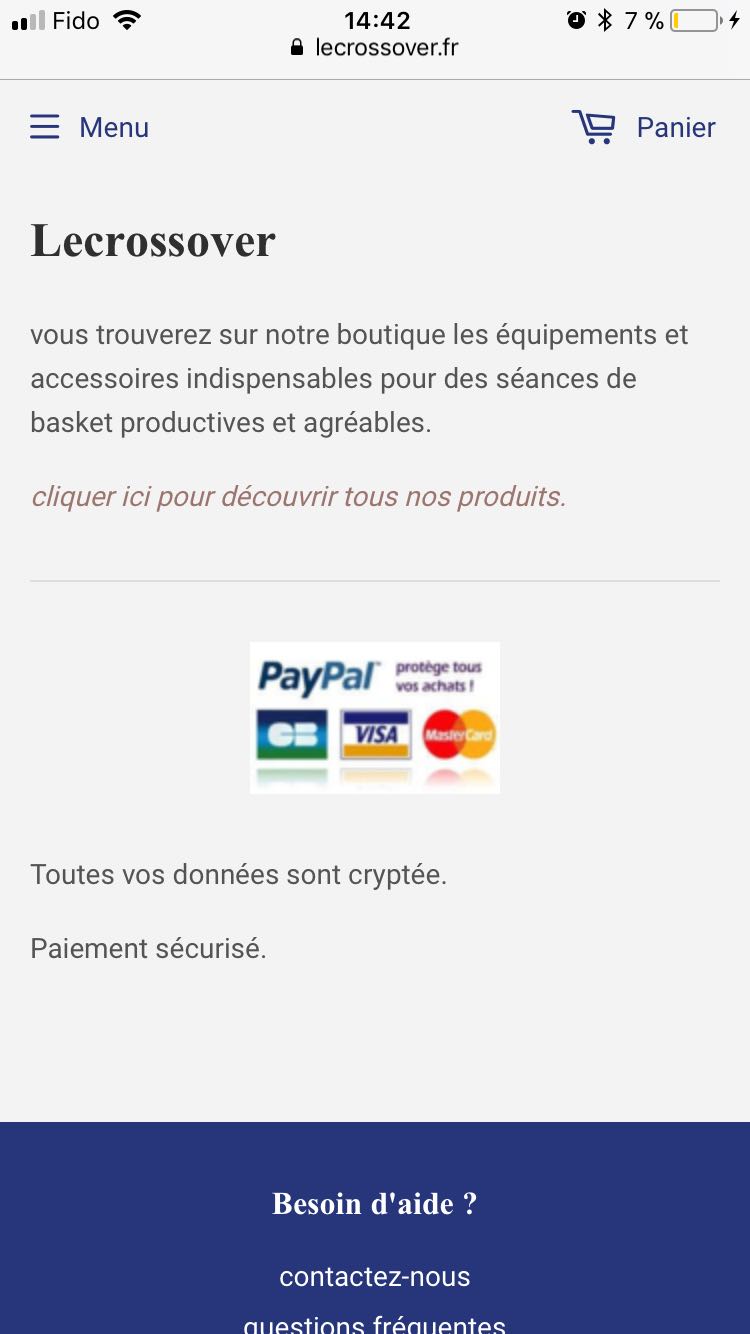 Fido 14:42 7 %
lecrossover.fr
Menu Panier
Lecrossover
vous trouverez sur notre boutique les équipements et
accessoires indispensables pour des séances de
basket productives et agréables.
cliquer ici pour découvrir tous nos produits.
PayPal™ protège tous
vos achats !
CB VISA MasterCard
Toutes vos données sont cryptée.
Paiement sécurisé.
Besoin d'aide ?
contactez-nous
questions fréquentes